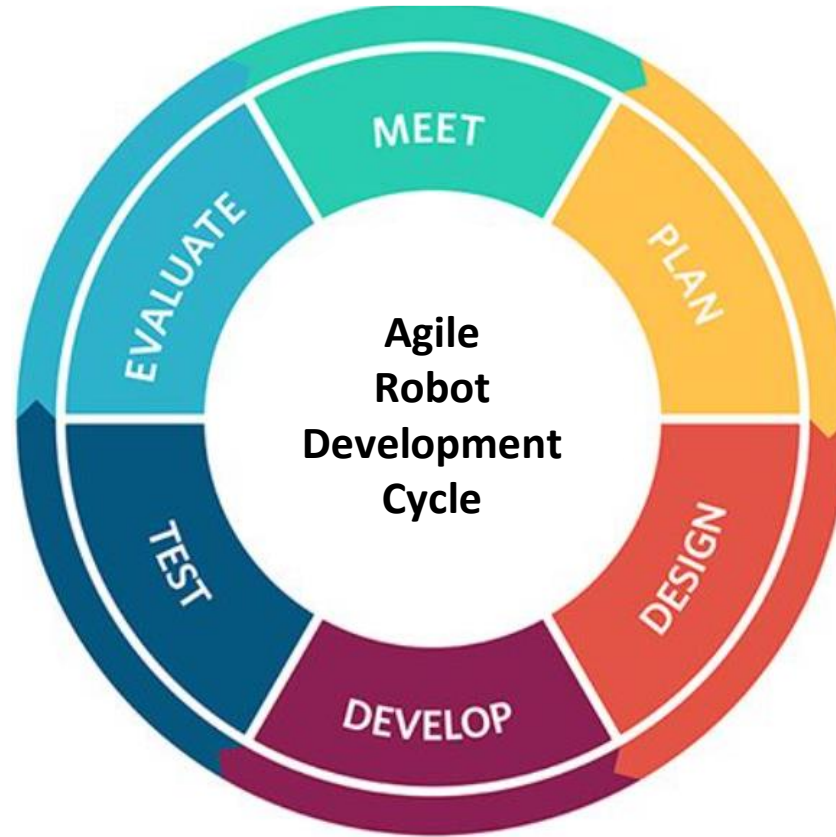 MEET
PLAN
DESIGN
DEVELOP
TEST
EVALUATE
Agile
Robot
Development
Cycle